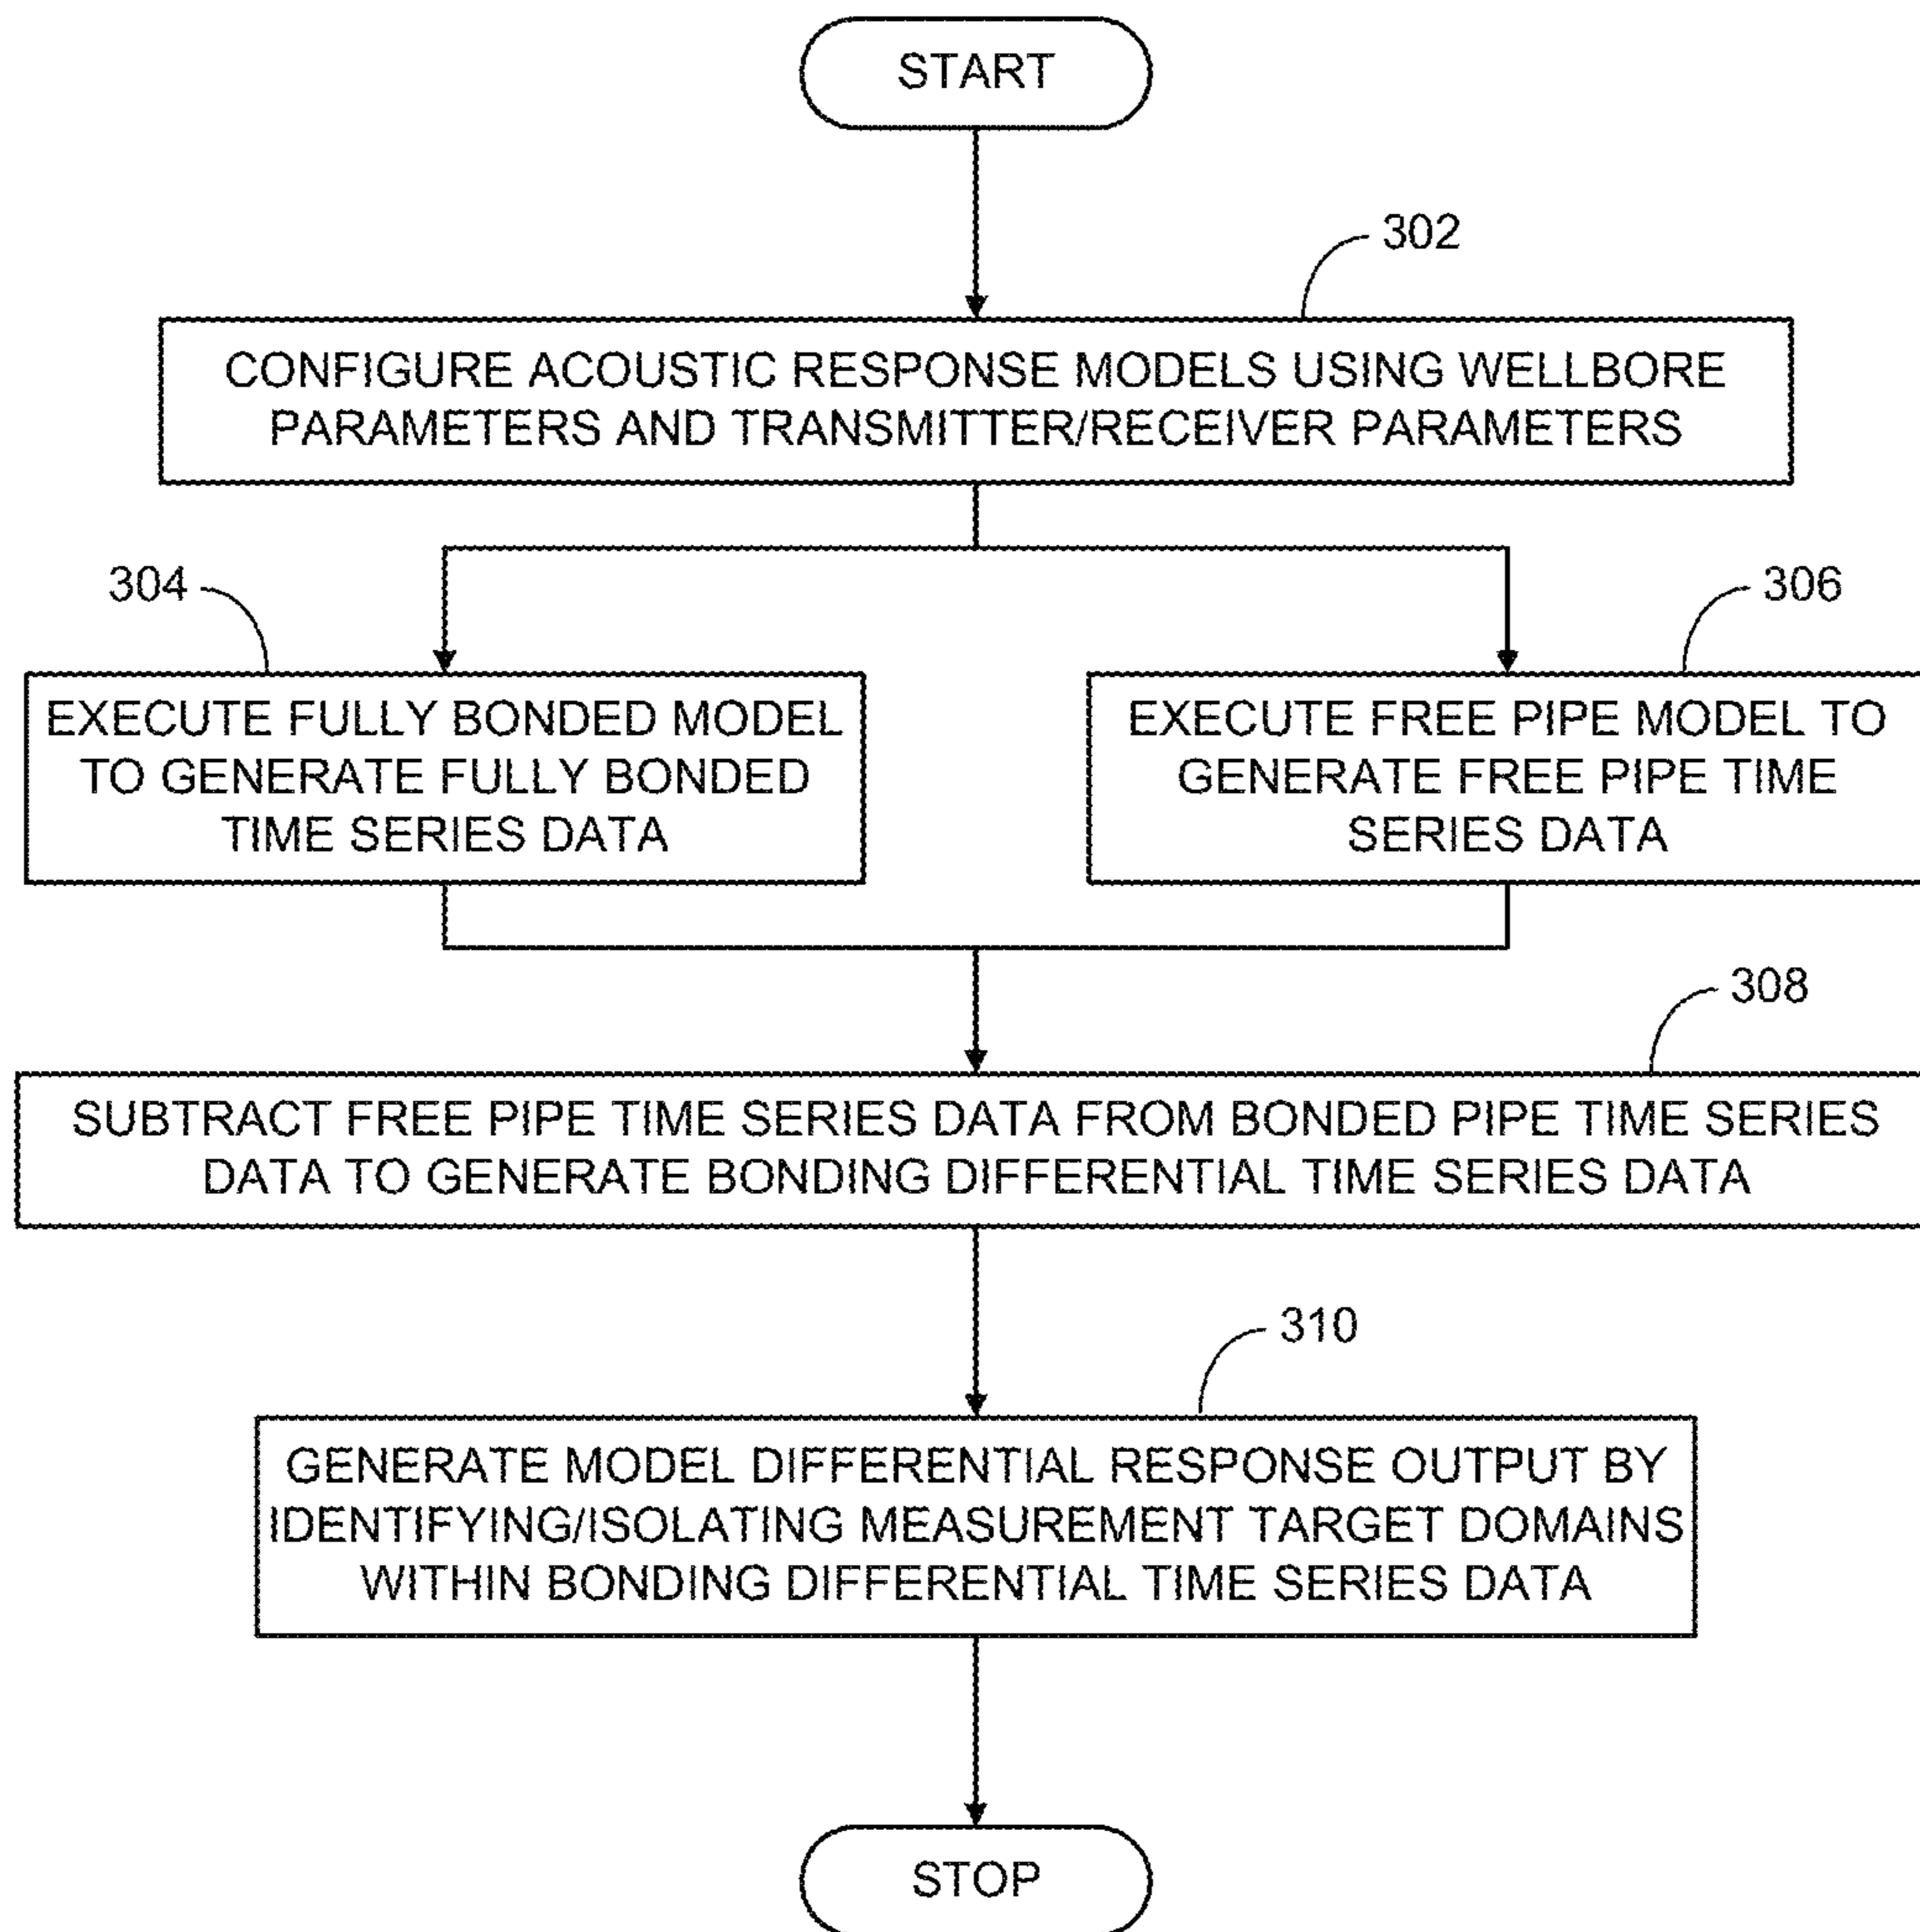 START
302
CONFIGURE ACOUSTIC RESPONSE MODELS USING WELLBORE
PARAMETERS AND TRANSMITTER/RECEIVER PARAMETERS
304
EXECUTE FULLY BONDED MODEL
TO GENERATE FULLY BONDED
TIME SERIES DATA
306
EXECUTE FREE PIPE MODEL TO
GENERATE FREE PIPE TIME
SERIES DATA
308
SUBTRACT FREE PIPE TIME SERIES DATA FROM BONDED PIPE TIME SERIES
DATA TO GENERATE BONDING DIFFERENTIAL TIME SERIES DATA
310
GENERATE MODEL DIFFERENTIAL RESPONSE OUTPUT BY
IDENTIFYING/ISOLATING MEASUREMENT TARGET DOMAINS
WITHIN BONDING DIFFERENTIAL TIME SERIES DATA
STOP